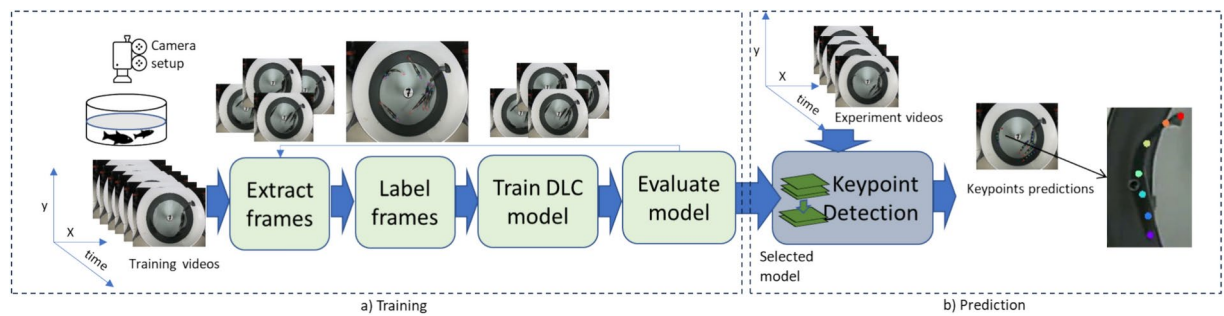 Camera
setup
y
X
time
Training videos
Extract
frames
Label
frames
Train DLC
model
Evaluate
model
a) Training
y
X
time
Experiment videos
Keypoint
Detection
Selected
model
Keypoints predictions
b) Prediction